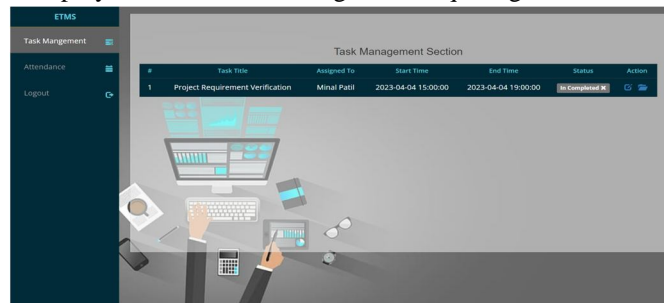 ETMS
Task Mangement
Attendance
Logout
Task Management Section
# Task Title Assigned To Start Time End Time Status Action
1 Project Requirement Verification Minal Patil 2023-04-04 15:00:00 2023-04-04 19:00:00 In Completed ✖